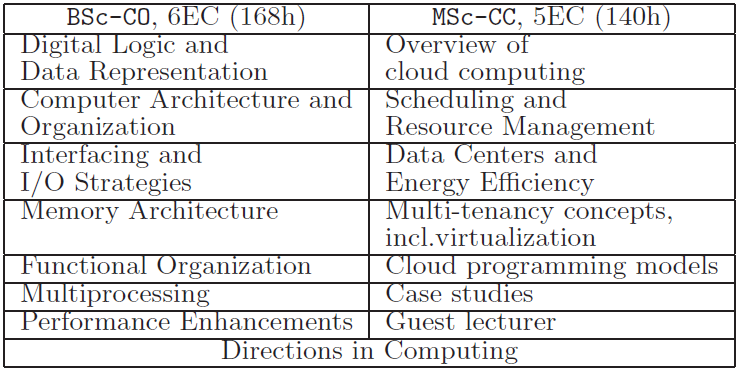 BSc-CO, 6EC (168h) MSc-CC, 5EC (140h)
Digital Logic and Overview of
Data Representation cloud computing
Computer Architecture and Scheduling and
Organization Resource Management
Interfacing and Data Centers and
I/O Strategies Energy Efficiency
Memory Architecture Multi-tenancy concepts,
incl.virtualization
Functional Organization Cloud programming models
Multiprocessing Case studies
Performance Enhancements Guest lecturer
Directions in Computing